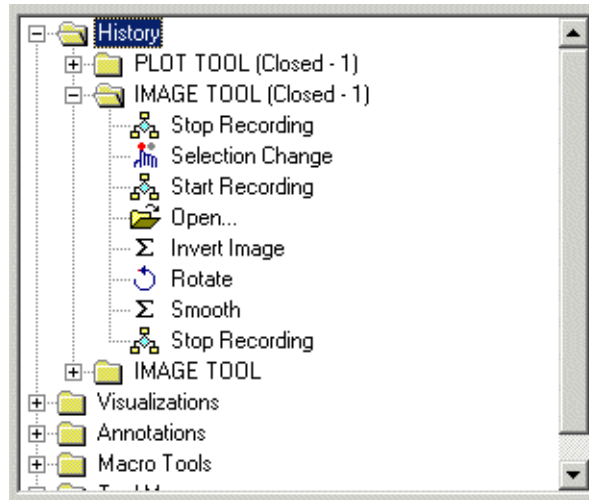 History
PLOT TOOL (Closed - 1)
IMAGE TOOL (Closed - 1)
Stop Recording
Selection Change
Start Recording
Open...
Invert Image
Rotate
Smooth
Stop Recording
IMAGE TOOL
Visualizations
Annotations
Macro Tools